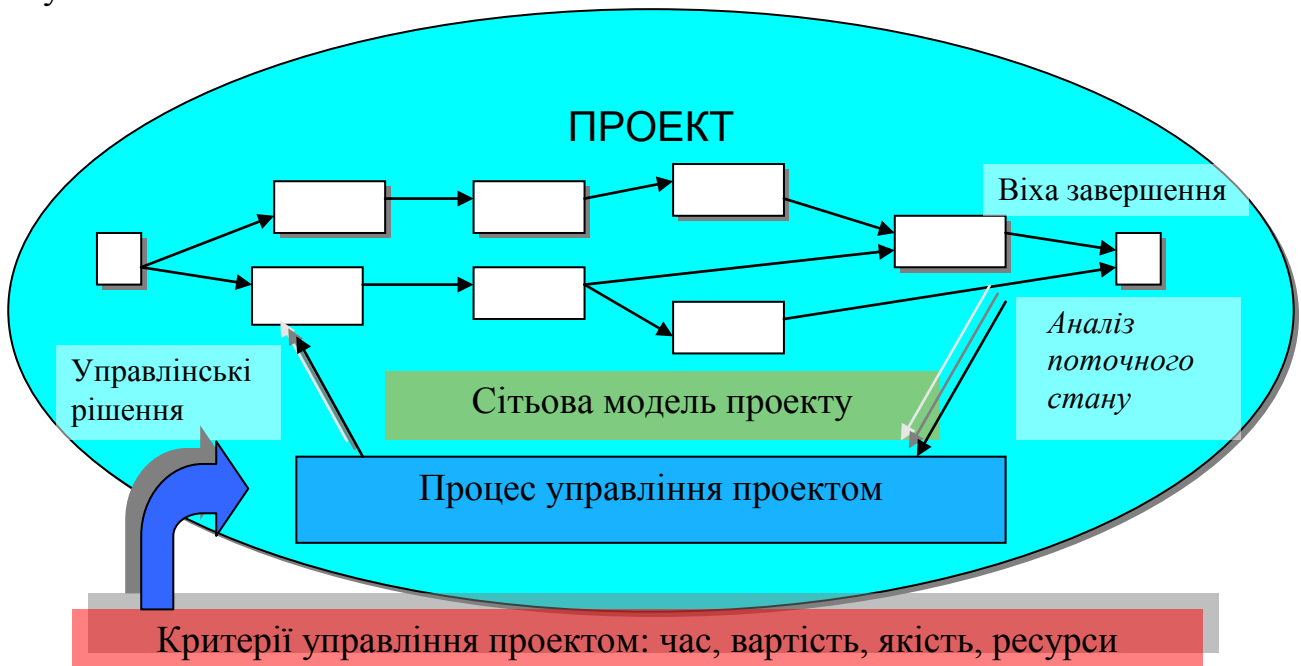 ПРОЕКТ
Віха завершення
Аналіз
поточного
стану
Управлінські
рішення
Сітьова модель проекту
Процес управління проектом
Критерії управління проектом: час, вартість, якість, ресурси